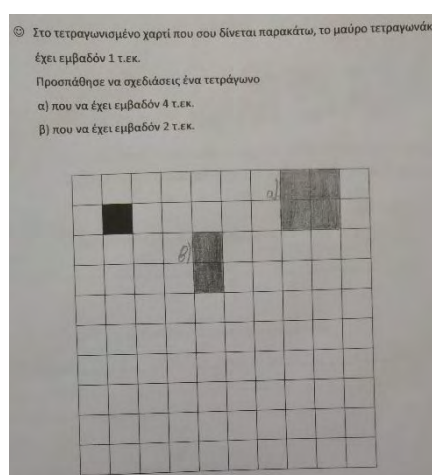 ☺ Στο τετραγωνισμένο χαρτί που σου δίνεται παρακάτω, το μαύρο τετραγωνάκ
έχει εμβαδόν 1 τ.εκ.
Προσπάθησε να σχεδιάσεις ένα τετράγωνο
α) που να έχει εμβαδόν 4 τ.εκ.
β) που να έχει εμβαδόν 2 τ.εκ.
α)
β)